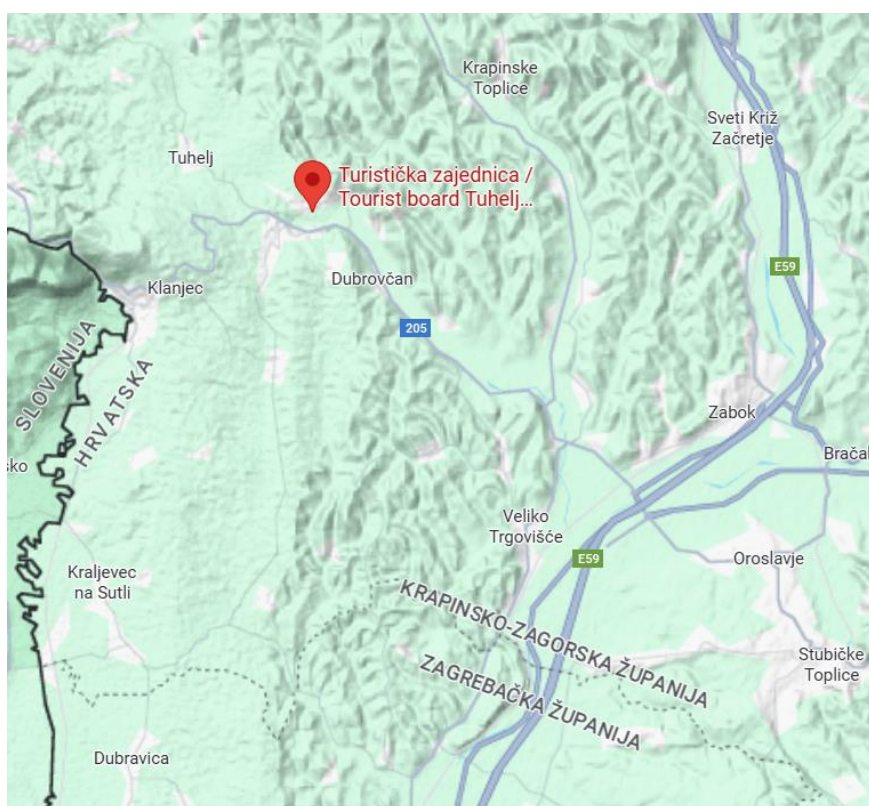 Krapinske
Toplice
Sveti Križ
Začretje
Tuhelj
Turistička zajednica /
Tourist board Tuhelj...
E59
Klanjec
Dubrovčan
205
SLOVENIJA
HRVATSKA
Zabok
sko
Bračak
Veliko
Trgovišće
E59
Oroslavje
Kraljevec
na Sutli
KRAPINSKO-ZAGORSKA ŽUPANIJA
ZAGREBAČKA ŽUPANIJA
Stubičke
Toplice
Dubravica